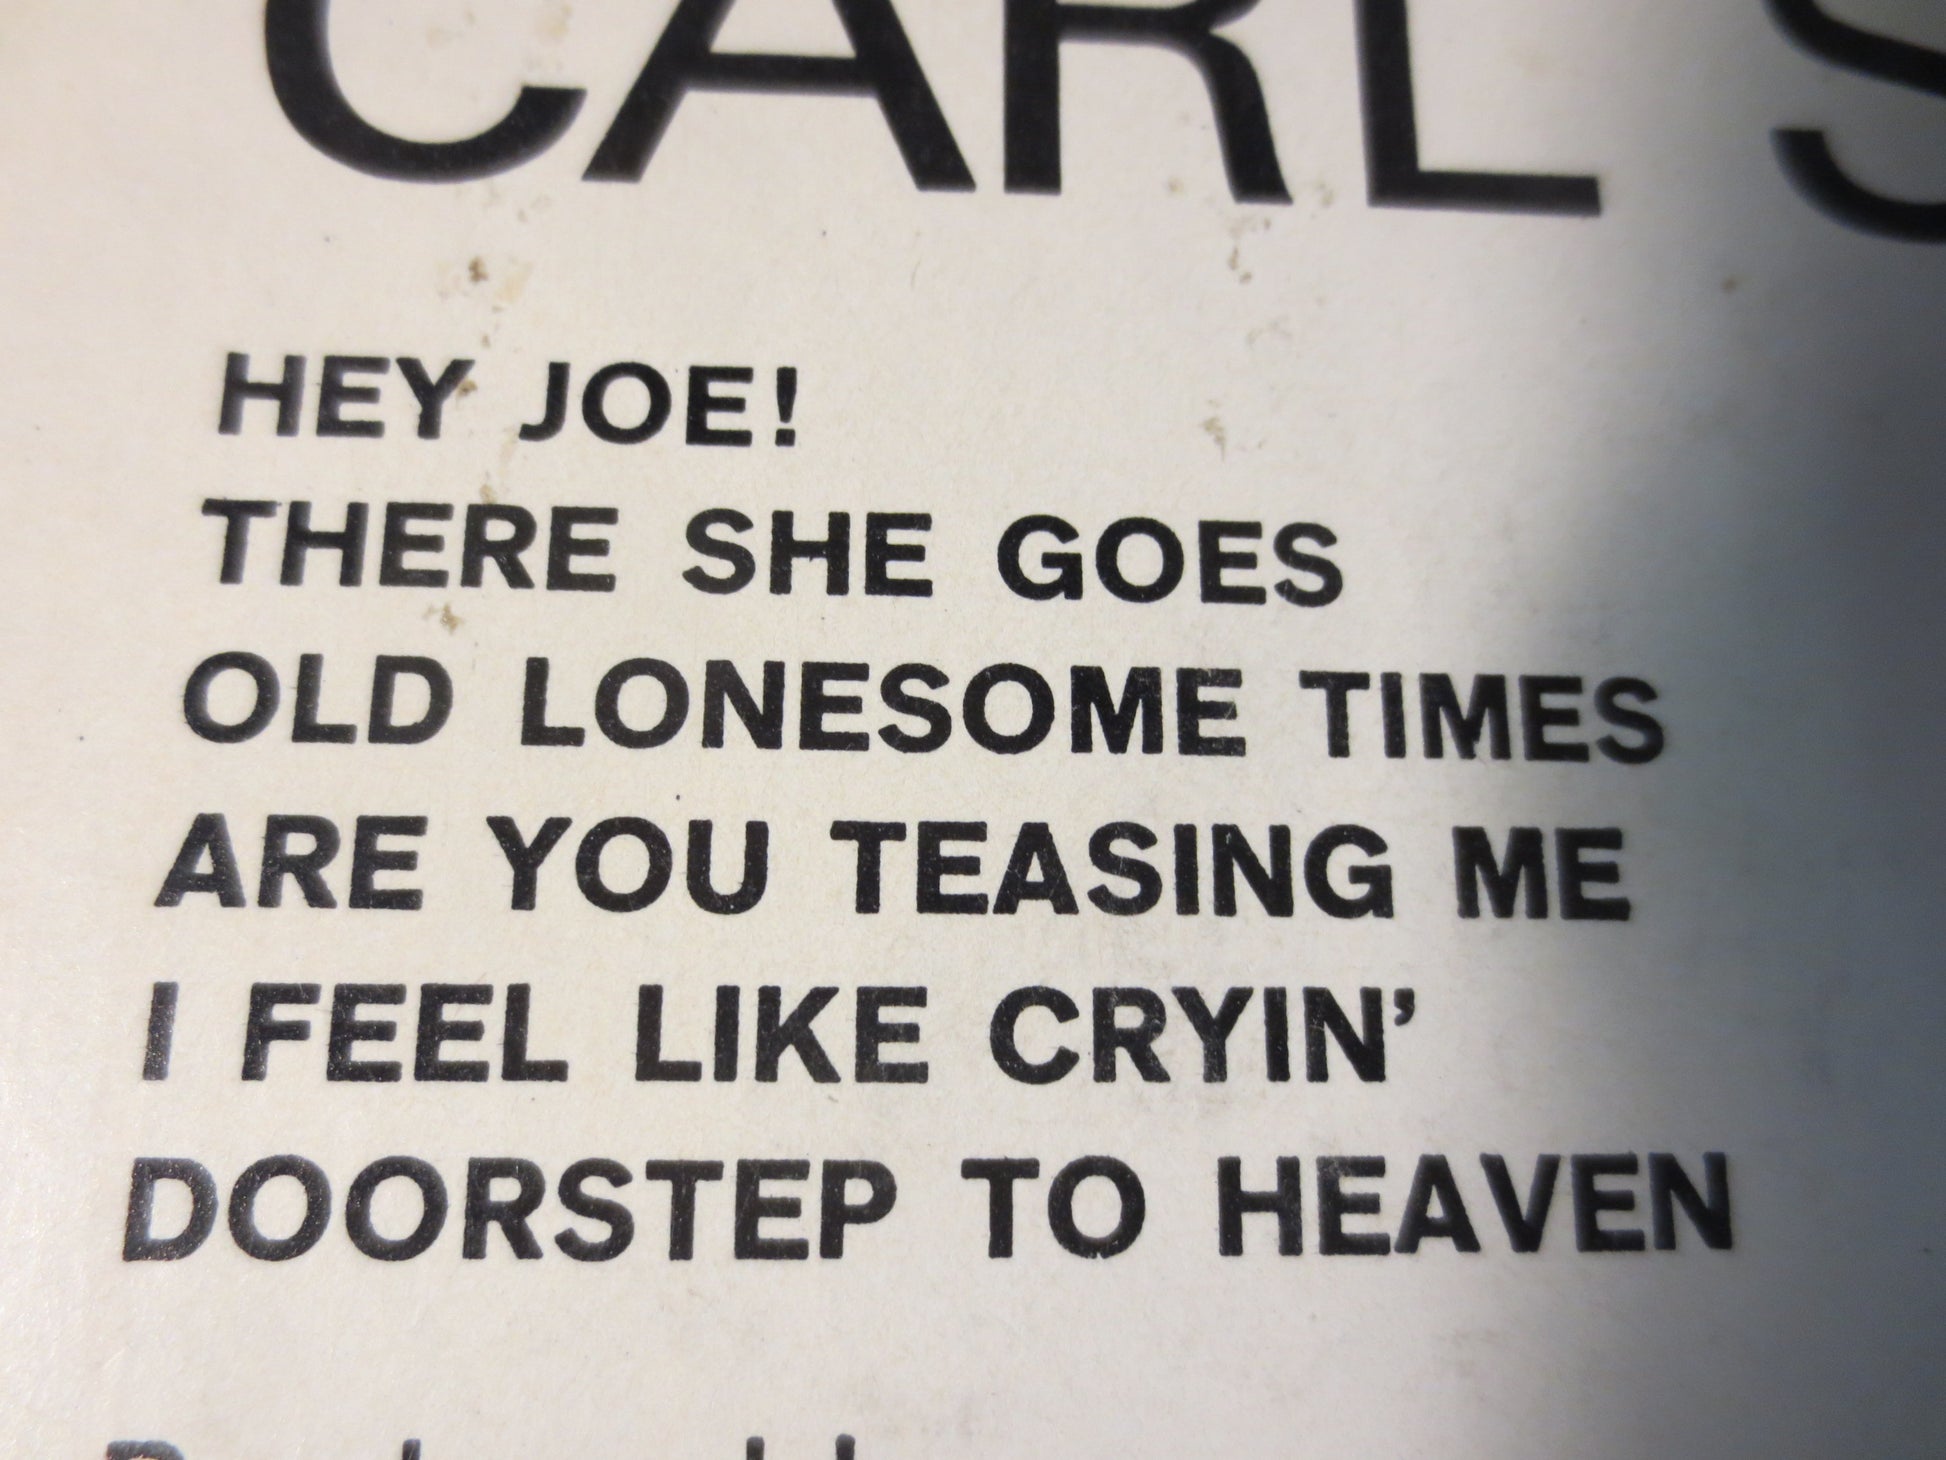 CARL S
HEY JOE!
THERE SHE GOES
OLD LONESOME TIMES
ARE YOU TEASING ME
I FEEL LIKE CRYIN’
DOORSTEP TO HEAVEN